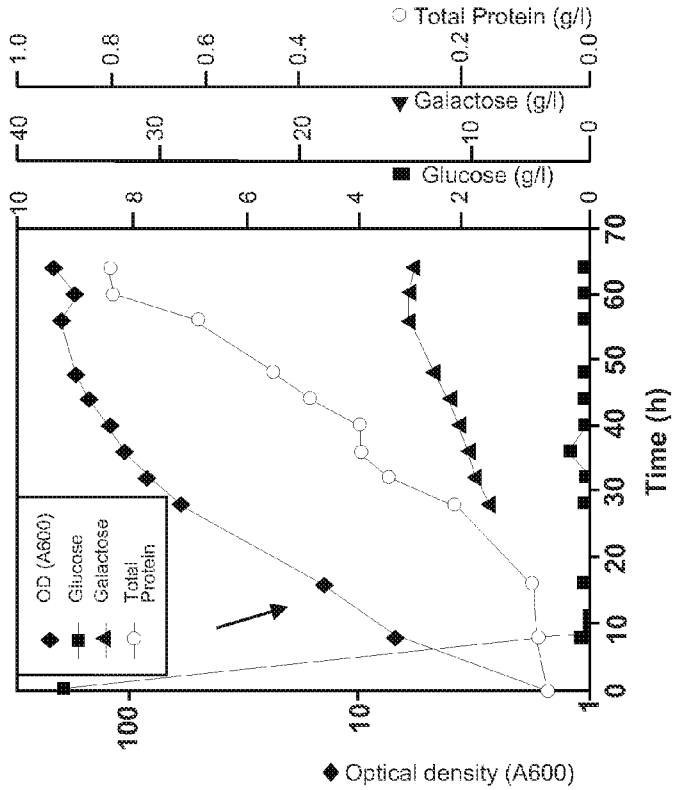 OD (A600)
Glucose
Galactose
Total
Protein
100
10
1
Optical density (A600)
0
10
20
30
40
50
60
70
Time (h)
10
8
6
4
2
0
Glucose (g/l)
40
30
20
10
0
Galactose (g/l)
1.0
0.8
0.6
0.4
0.2
0.0
Total Protein (g/l)